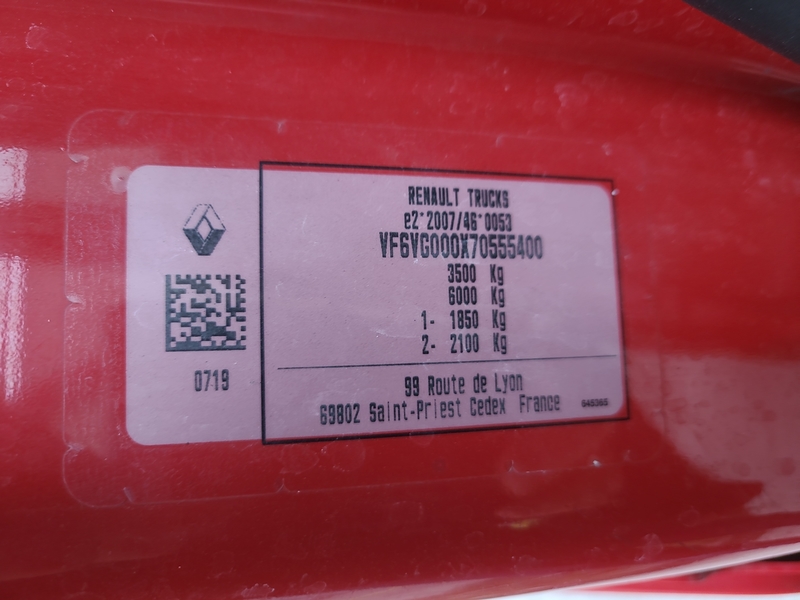 RENAULT TRUCKS
e2*2007/46*0053
VF6VG000X70555400
3500 Kg
6000 Kg
1- 1850 Kg
2- 2100 Kg
0719
99 Route de Lyon
69802 Saint-Priest Cedex France